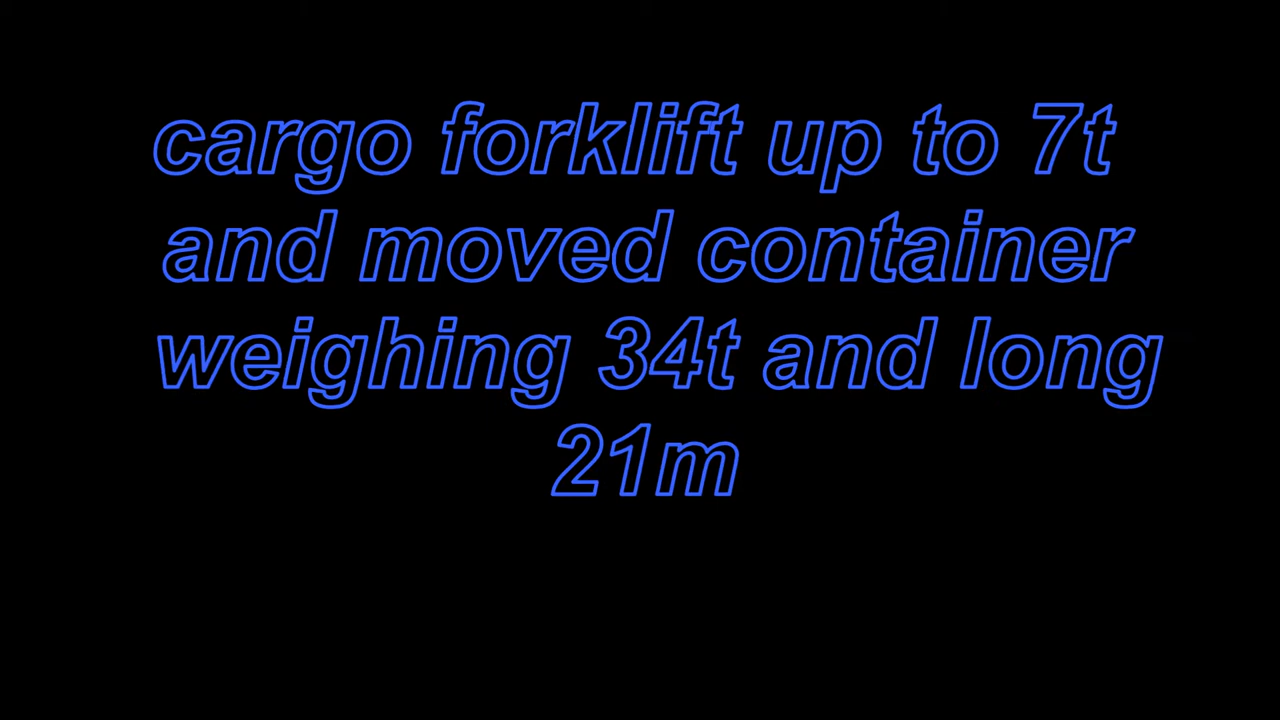 cargo forklift up to 7t
and moved container
weighing 34t and long
21m